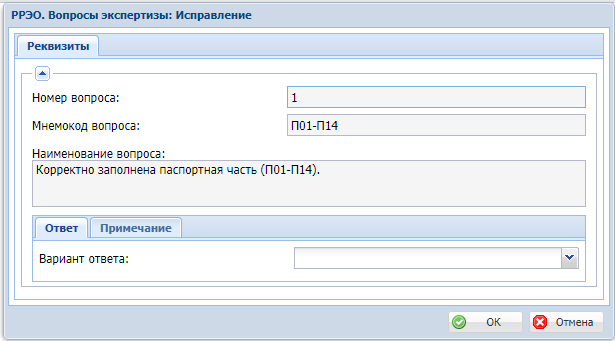 РРЭО. Вопросы экспертизы: Исправление
Реквизиты
Номер вопроса: 1
Мнемокод вопроса: П01-П14
Наименование вопроса:
Корректно заполнена паспортная часть (П01-П14).
Ответ Примечание
Вариант ответа:
ОК Отмена